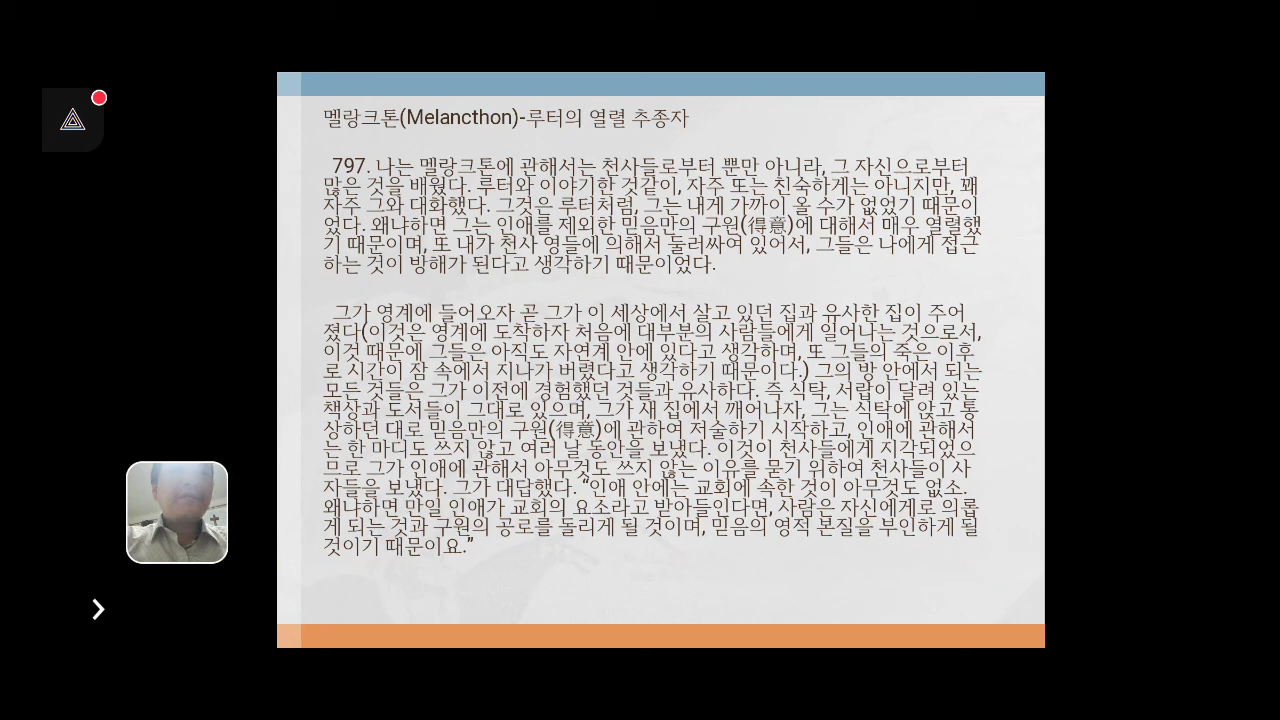 멜랑크톤(Melancthon)-루터의 열렬 추종자
797. 나는 멜랑크톤에 관해서는 천사들로부터 뿐만 아니라, 그 자신으로부터
많은 것을 배웠다. 루터와 이야기한 것같이, 자주 또는 친숙하게는 아니지만, 꽤
자주 그와 대화했다. 그것은 루터처럼, 그는 내게 가까이 올 수가 없었기 때문이
었다. 왜냐하면 그는 인애를 제외한 믿음만의 구원(得意)에 대해서 매우 열렬했
기 때문이며, 또 내가 천사 영들에 의해서 둘러싸여 있어서, 그들은 나에게 접근
하는 것이 방해가 된다고 생각하기 때문이었다.
그가 영계에 들어오자 곧 그가 이 세상에서 살고 있던 집과 유사한 집이 주어
졌다(이것은 영계에 도착하자 처음에 대부분의 사람들에게 일어나는 것으로서,
이것 때문에 그들은 아직도 자연계 안에 있다고 생각하며, 또 그들의 죽은 이후
로 시간이 잠 속에서 지나가 버렸다고 생각하기 때문이다.) 그의 방 안에서 되는
모든 것들은 그가 이전에 경험했던 것들과 유사하다. 즉 식탁, 서랍이 달려 있는
책상과 도서들이 그대로 있으며, 그가 새 집에서 깨어나자, 그는 식탁에 앉고 통
상하던 대로 믿음만의 구원(得意)에 관하여 저술하기 시작하고, 인애에 관해서
는 한 마디도 쓰지 않고 여러 날 동안을 보냈다. 이것이 천사들에게 지각되었으
므로 그가 인애에 관해서 아무것도 쓰지 않는 이유를 묻기 위하여 천사들이 사
자들을 보냈다. 그가 대답했다. “인애 안에는 교회에 속한 것이 아무것도 없소.
왜냐하면 만일 인애가 교회의 요소라고 받아들인다면, 사람은 자신에게로 의롭
게 되는 것과 구원의 공로를 돌리게 될 것이며, 믿음의 영적 본질을 부인하게 될
것이기 때문이요.”